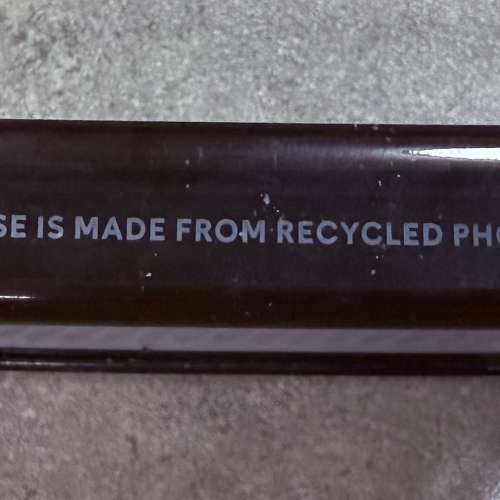 SE IS MADE FROM RECYCLED PHO